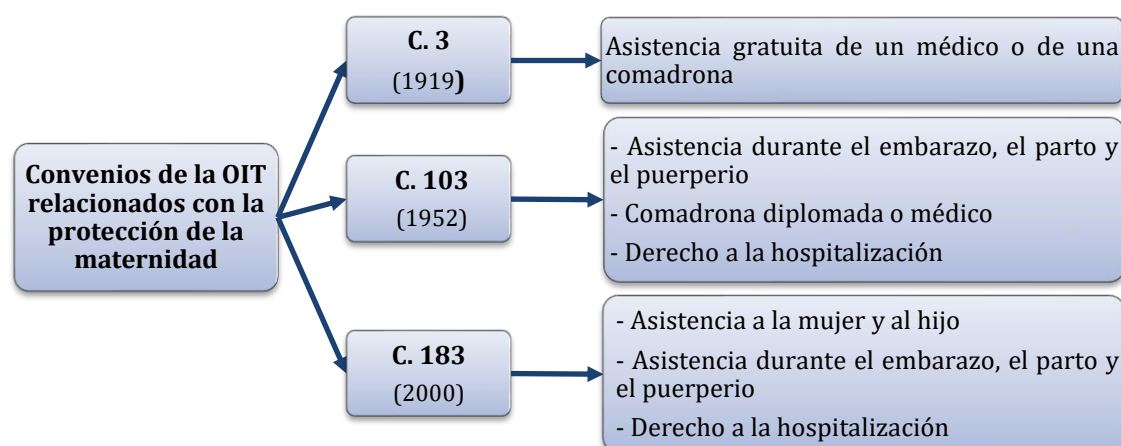 Convenios de la OIT
relacionados con la
protección de la
maternidad
C. 3
(1919)
Asistencia gratuita de un médico o de una
comadrona
C. 103
(1952)
- Asistencia durante el embarazo, el parto y
el puerperio
- Comadrona diplomada o médico
- Derecho a la hospitalización
C. 183
(2000)
- Asistencia a la mujer y al hijo
- Asistencia durante el embarazo, el parto y
el puerperio
- Derecho a la hospitalización